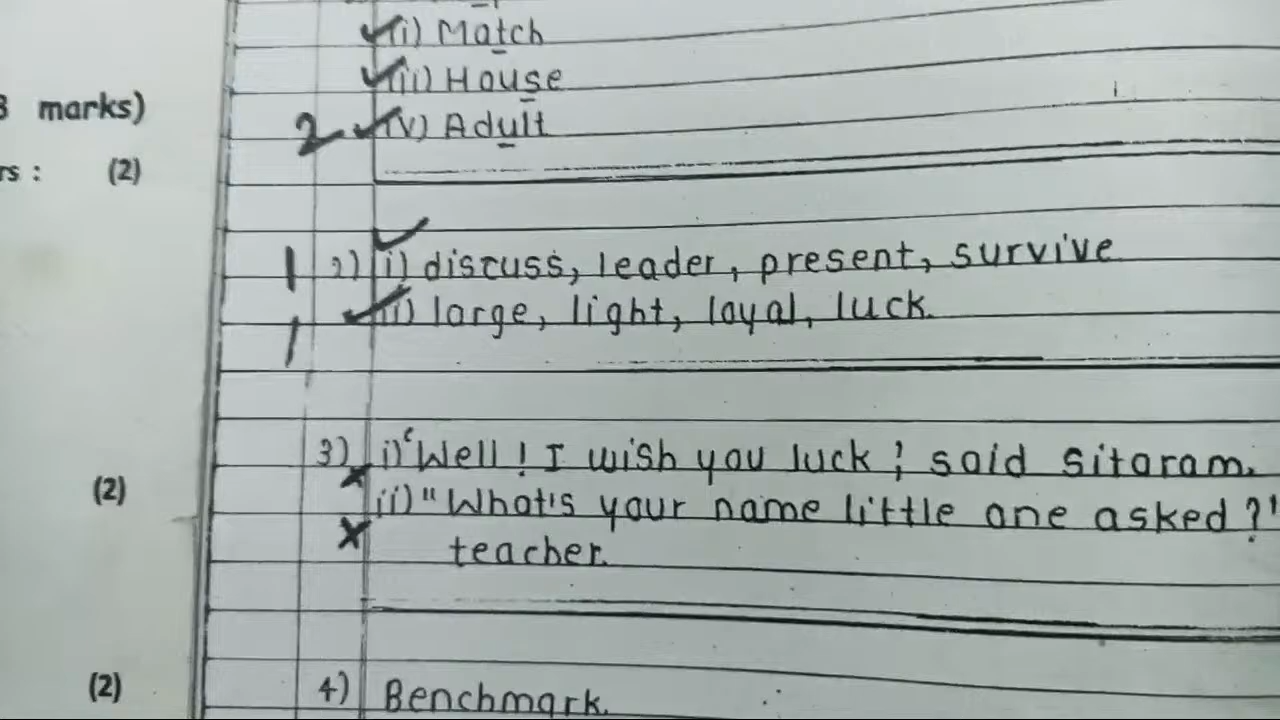 (i) Match
(iii) House
3 marks)
2 (v) Adult
rs : (2)
1 2) i) discuss, leader, present, survive
1 ii) large, light, loyal, luck.
3) i) 'Well! I wish you luck; said sitaram.
(2)
ii) "What's your name little one asked?'
teacher.
(2)
4) Benchmark.